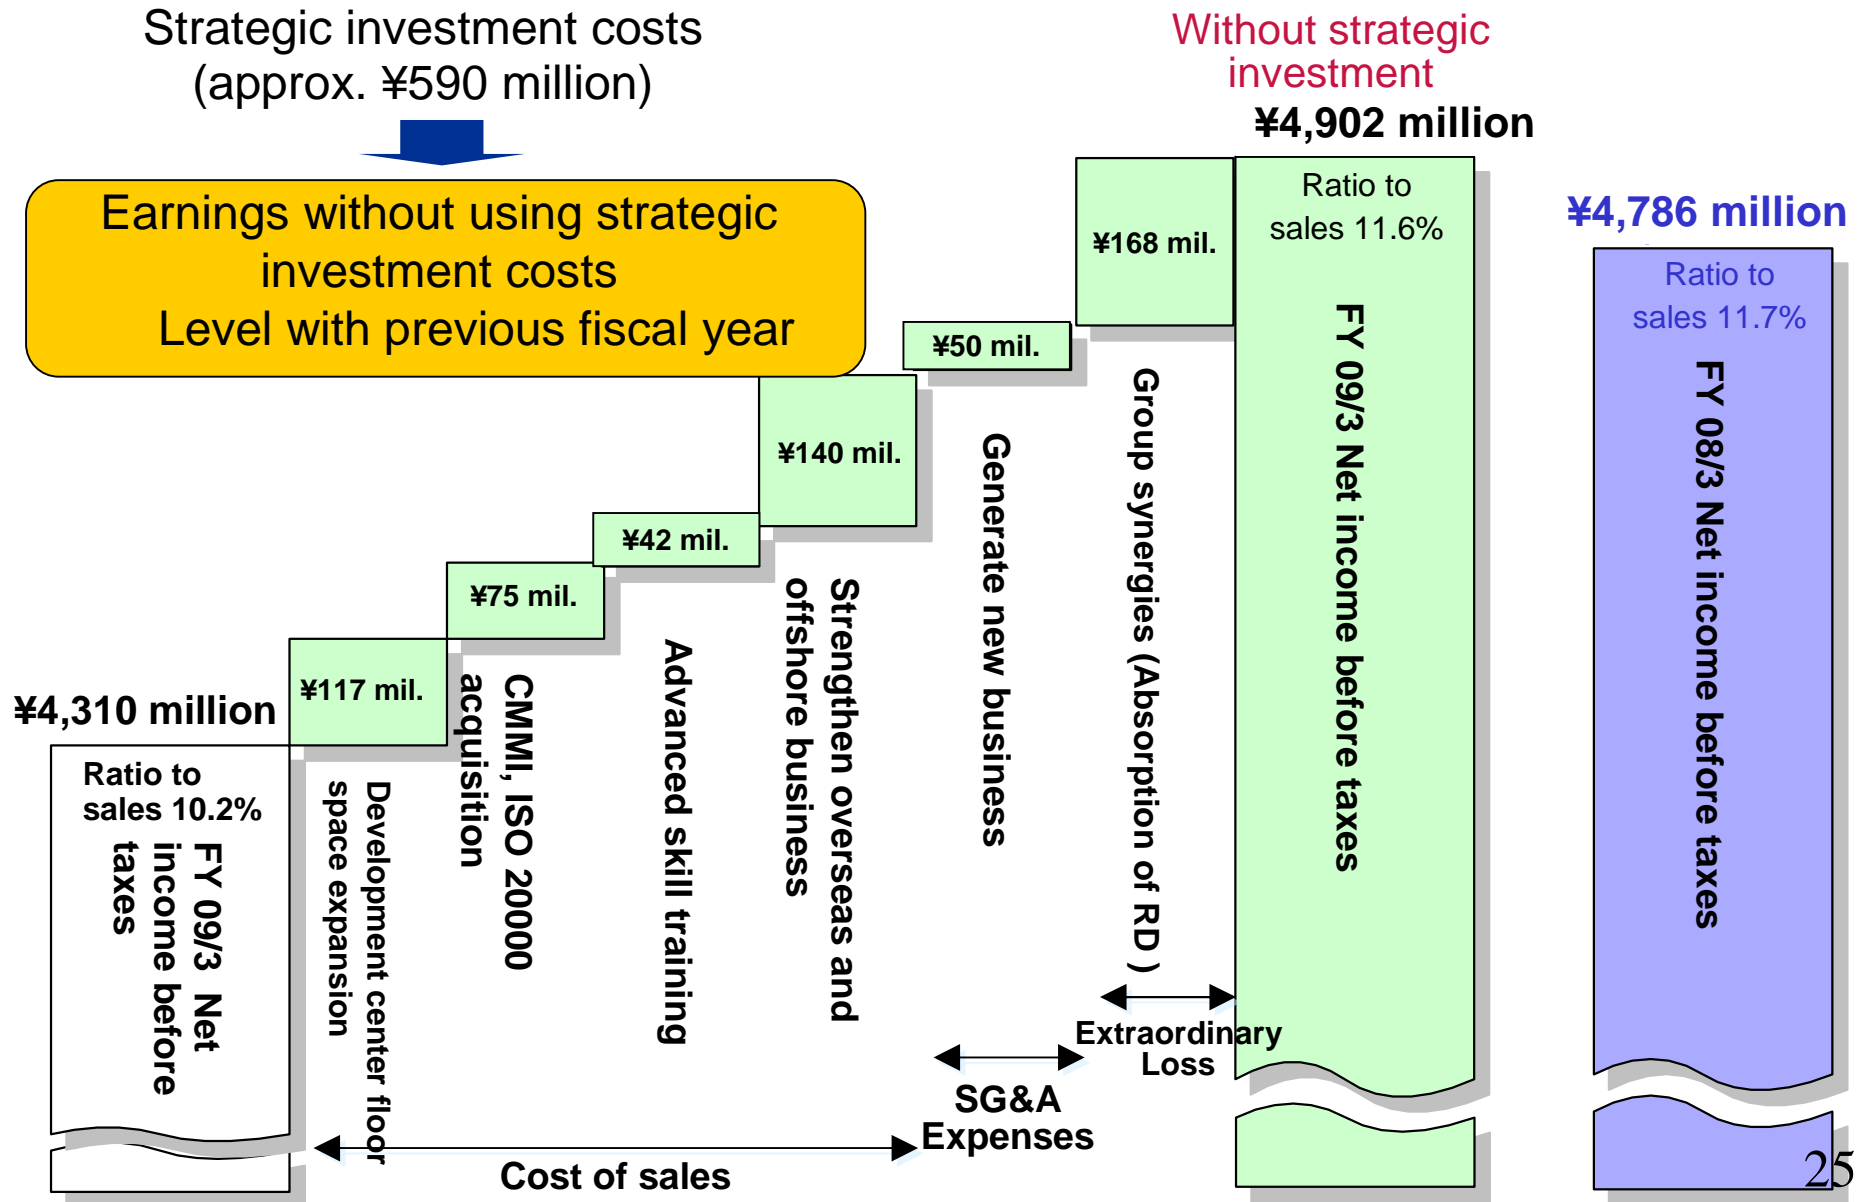 Strategic investment costs
(approx. ¥590 million)
Without strategic
investment
¥4,902 million
Earnings without using strategic
investment costs
Level with previous fiscal year
¥4,786 million
Ratio to
sales 11.6%
Ratio to
sales 11.7%
¥168 mil.
¥50 mil.
¥140 mil.
¥42 mil.
¥75 mil.
¥117 mil.
¥4,310 million
Ratio to
sales 10.2%
FY 09/3 Net
income before
taxes
Development center floor
space expansion
CMMI, ISO 20000
acquisition
Advanced skill training
Strengthen overseas and
offshore business
Generate new business
Group synergies (Absorption of RD )
FY 09/3 Net income before taxes
FY 08/3 Net income before taxes
Extraordinary
Loss
SG&A
Expenses
Cost of sales
25